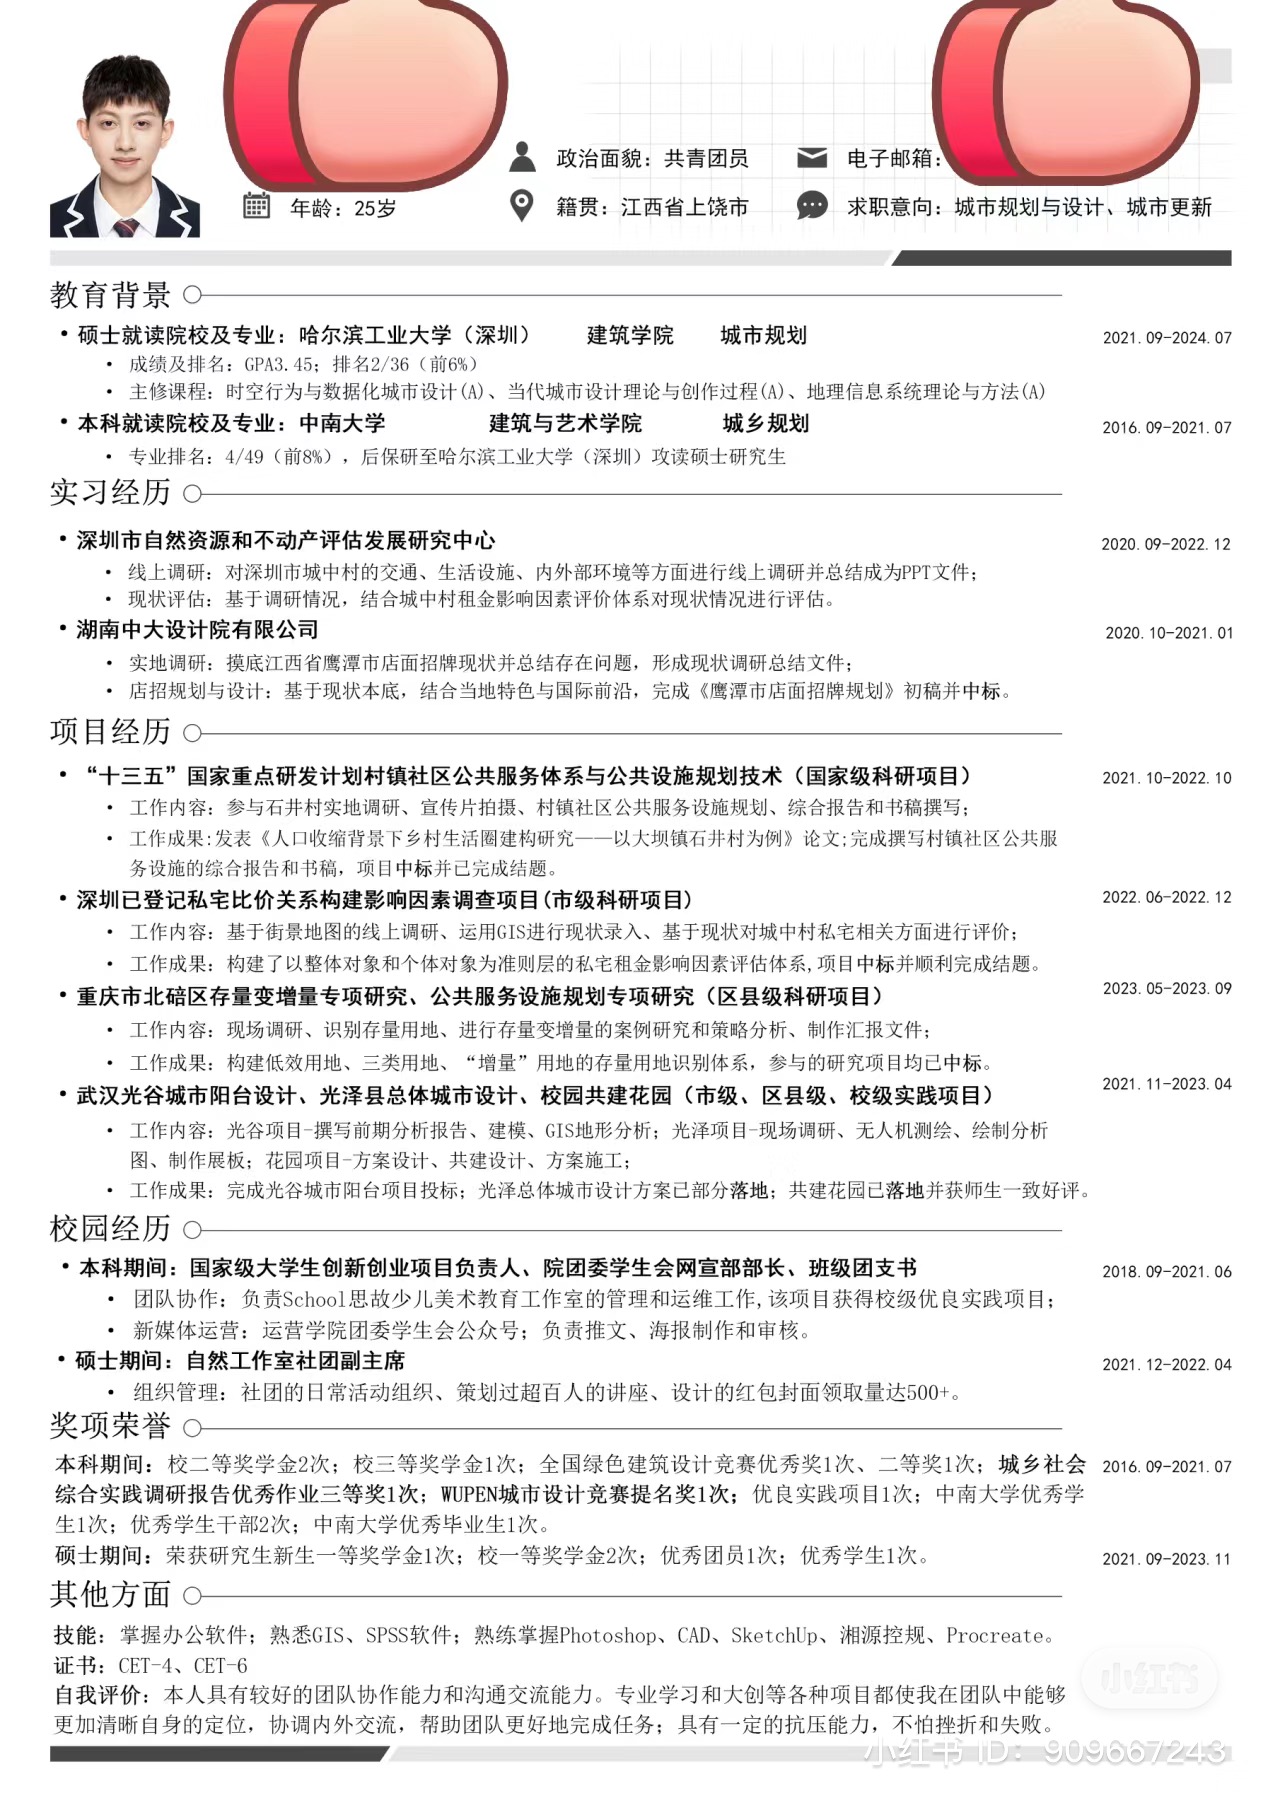 政治面貌：共青团员
电子邮箱：
年龄：25岁
籍贯：江西省上饶市
求职意向：城市规划与设计、城市更新
教育背景
• 硕士就读院校及专业：哈尔滨工业大学（深圳） 建筑学院 城市规划 2021.09-2024.07
• 成绩及排名：GPA3.45；排名2/36（前6%）
• 主修课程：时空行为与数据化城市设计(A)、当代城市设计理论与创作过程(A)、地理信息系统理论与方法(A)
• 本科就读院校及专业：中南大学 建筑与艺术学院 城乡规划 2016.09-2021.07
• 专业排名：4/49（前8%），后保研至哈尔滨工业大学（深圳）攻读硕士研究生
实习经历
• 深圳市自然资源和不动产评估发展研究中心 2020.09-2022.12
• 线上调研：对深圳市城中村的交通、生活设施、内外部环境等方面进行线上调研并总结成为PPT文件；
• 现状评估：基于调研情况，结合城中村租金影响因素评价体系对现状情况进行评估。
• 湖南中大设计院有限公司 2020.10-2021.01
• 实地调研：摸底江西省鹰潭市店面招牌现状并总结存在问题，形成现状调研总结文件；
• 店招规划与设计：基于现状本底，结合当地特色与国际前沿，完成《鹰潭市店面招牌规划》初稿并中标。
项目经历
• “十三五”国家重点研发计划村镇社区公共服务体系与公共设施规划技术（国家级科研项目） 2021.10-2022.10
• 工作内容：参与石井村实地调研、宣传片拍摄、村镇社区公共服务设施规划、综合报告和书稿撰写；
• 工作成果:发表《人口收缩背景下乡村生活圈建构研究——以大坝镇石井村为例》论文;完成撰写村镇社区公共服
务设施的综合报告和书稿，项目中标并已完成结题。
• 深圳已登记私宅比价关系构建影响因素调查项目(市级科研项目) 2022.06-2022.12
• 工作内容：基于街景地图的线上调研、运用GIS进行现状录入、基于现状对城中村私宅相关方面进行评价；
• 工作成果：构建了以整体对象和个体对象为准则层的私宅租金影响因素评估体系,项目中标并顺利完成结题。
• 重庆市北碚区存量变增量专项研究、公共服务设施规划专项研究（区县级科研项目） 2023.05-2023.09
• 工作内容：现场调研、识别存量用地、进行存量变增量的案例研究和策略分析、制作汇报文件；
• 工作成果：构建低效用地、三类用地、“增量”用地的存量用地识别体系，参与的研究项目均已中标。
• 武汉光谷城市阳台设计、光泽县总体城市设计、校园共建花园（市级、区县级、校级实践项目） 2021.11-2023.04
• 工作内容：光谷项目-撰写前期分析报告、建模、GIS地形分析；光泽项目-现场调研、无人机测绘、绘制分析
图、制作展板；花园项目-方案设计、共建设计、方案施工；
• 工作成果：完成光谷城市阳台项目投标；光泽总体城市设计方案已部分落地；共建花园已落地并获师生一致好评。
校园经历
• 本科期间：国家级大学生创新创业项目负责人、院团委学生会网宣部部长、班级团支书 2018.09-2021.06
• 团队协作：负责School思故少儿美术教育工作室的管理和运维工作,该项目获得校级优良实践项目；
• 新媒体运营：运营学院团委学生会公众号；负责推文、海报制作和审核。
• 硕士期间：自然工作室社团副主席 2021.12-2022.04
• 组织管理：社团的日常活动组织、策划过超百人的讲座、设计的红包封面领取量达500+。
奖项荣誉
本科期间：校二等奖学金2次；校三等奖学金1次；全国绿色建筑设计竞赛优秀奖1次、二等奖1次；城乡社会 2016.09-2021.07
综合实践调研报告优秀作业三等奖1次；WUPEN城市设计竞赛提名奖1次；优良实践项目1次；中南大学优秀学
生1次；优秀学生干部2次；中南大学优秀毕业生1次。
硕士期间：荣获研究生新生一等奖学金1次；校一等奖学金2次；优秀团员1次；优秀学生1次。 2021.09-2023.11
其他方面
技能：掌握办公软件；熟悉GIS、SPSS软件；熟练掌握Photoshop、CAD、SketchUp、湘源控规、Procreate。
证书：CET-4、CET-6
自我评价：本人具有较好的团队协作能力和沟通交流能力。专业学习和大创等各种项目都使我在团队中能够
更加清晰自身的定位，协调内外交流，帮助团队更好地完成任务；具有一定的抗压能力，不怕挫折和失败。
小红书
小红书 ID：909667243